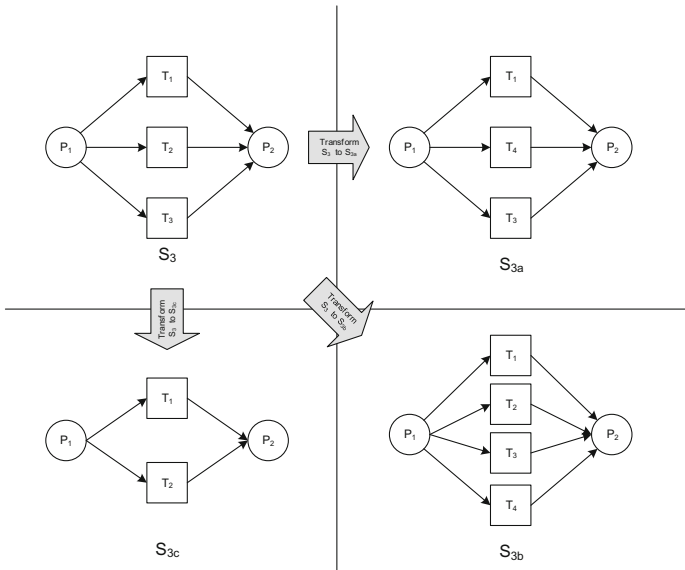 T₁
P₁ T₂ P₂
T₃
S₃
Transform
S₃ to S₃ₐ
T₁
P₁ T₄ P₂
T₃
S₃ₐ
Transform
S₃ to S₃c
Transform
S₃ to S₃b
T₁
P₁ P₂
T₂
S₃c
T₁
T₂
P₁ P₂
T₃
T₄
S₃b